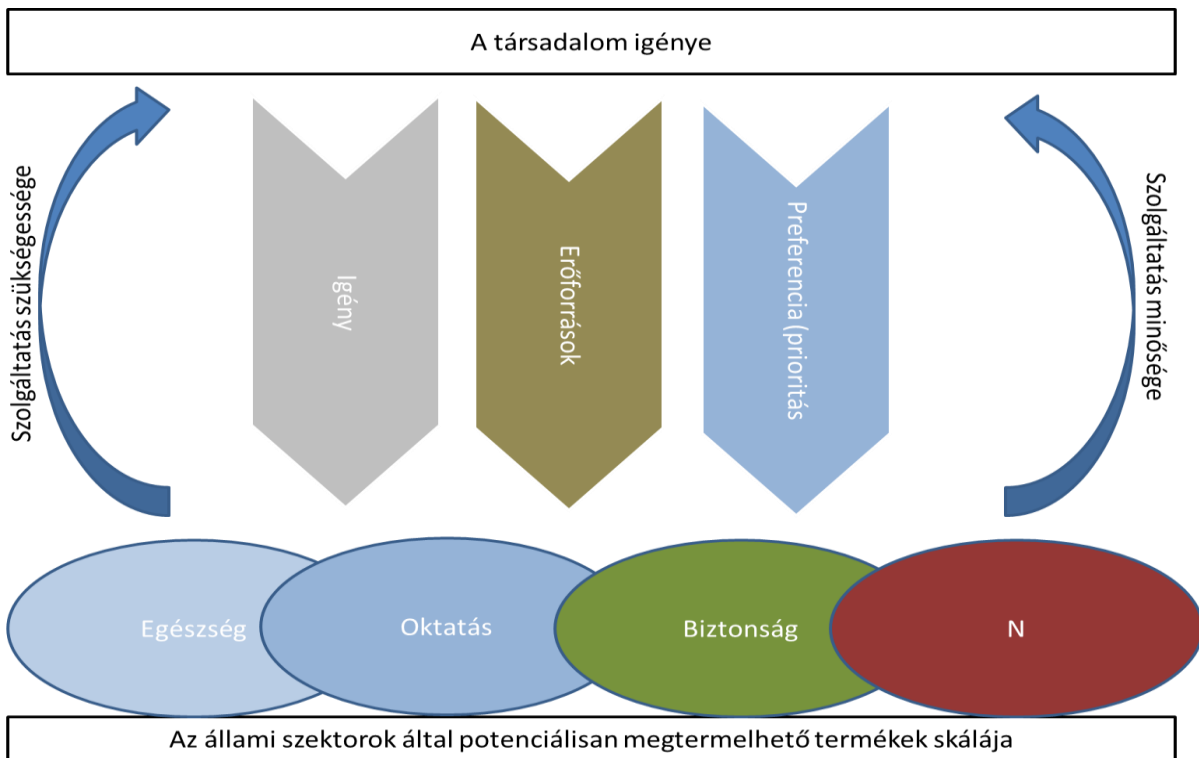 A társadalom igénye
Szolgáltatás szükségessége
Igény
Erőforrások
Preferencia (prioritás
Szolgáltatás minősége
Egészség
Oktatás
Biztonság
N
Az állami szektorok által potenciálisan megtermelhető termékek skálája